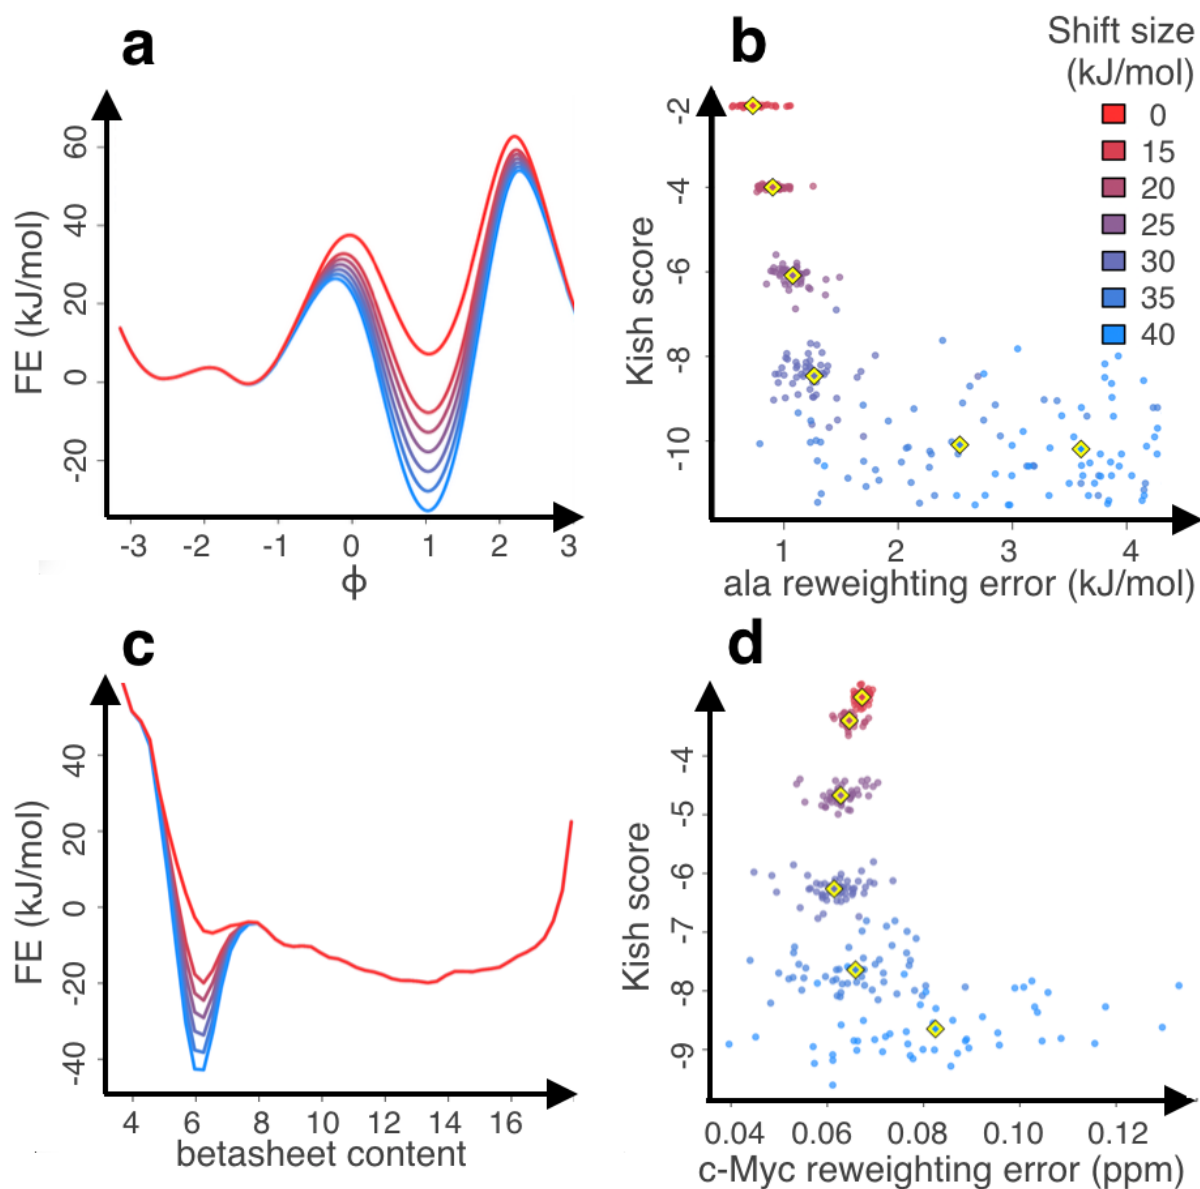 a
FE (kJ/mol)
60
40
20
0
-20
-3 -2 -1 0 1 2 3
ϕ
b
Shift size
(kJ/mol)
0
15
20
25
30
35
40
Kish score
-2
-4
-6
-8
-10
1 2 3 4
ala reweighting error (kJ/mol)
c
FE (kJ/mol)
40
20
0
-20
-40
4 6 8 10 12 14 16
betasheet content
d
Kish score
-4
-5
-6
-7
-8
-9
0.04 0.06 0.08 0.10 0.12
c-Myc reweighting error (ppm)